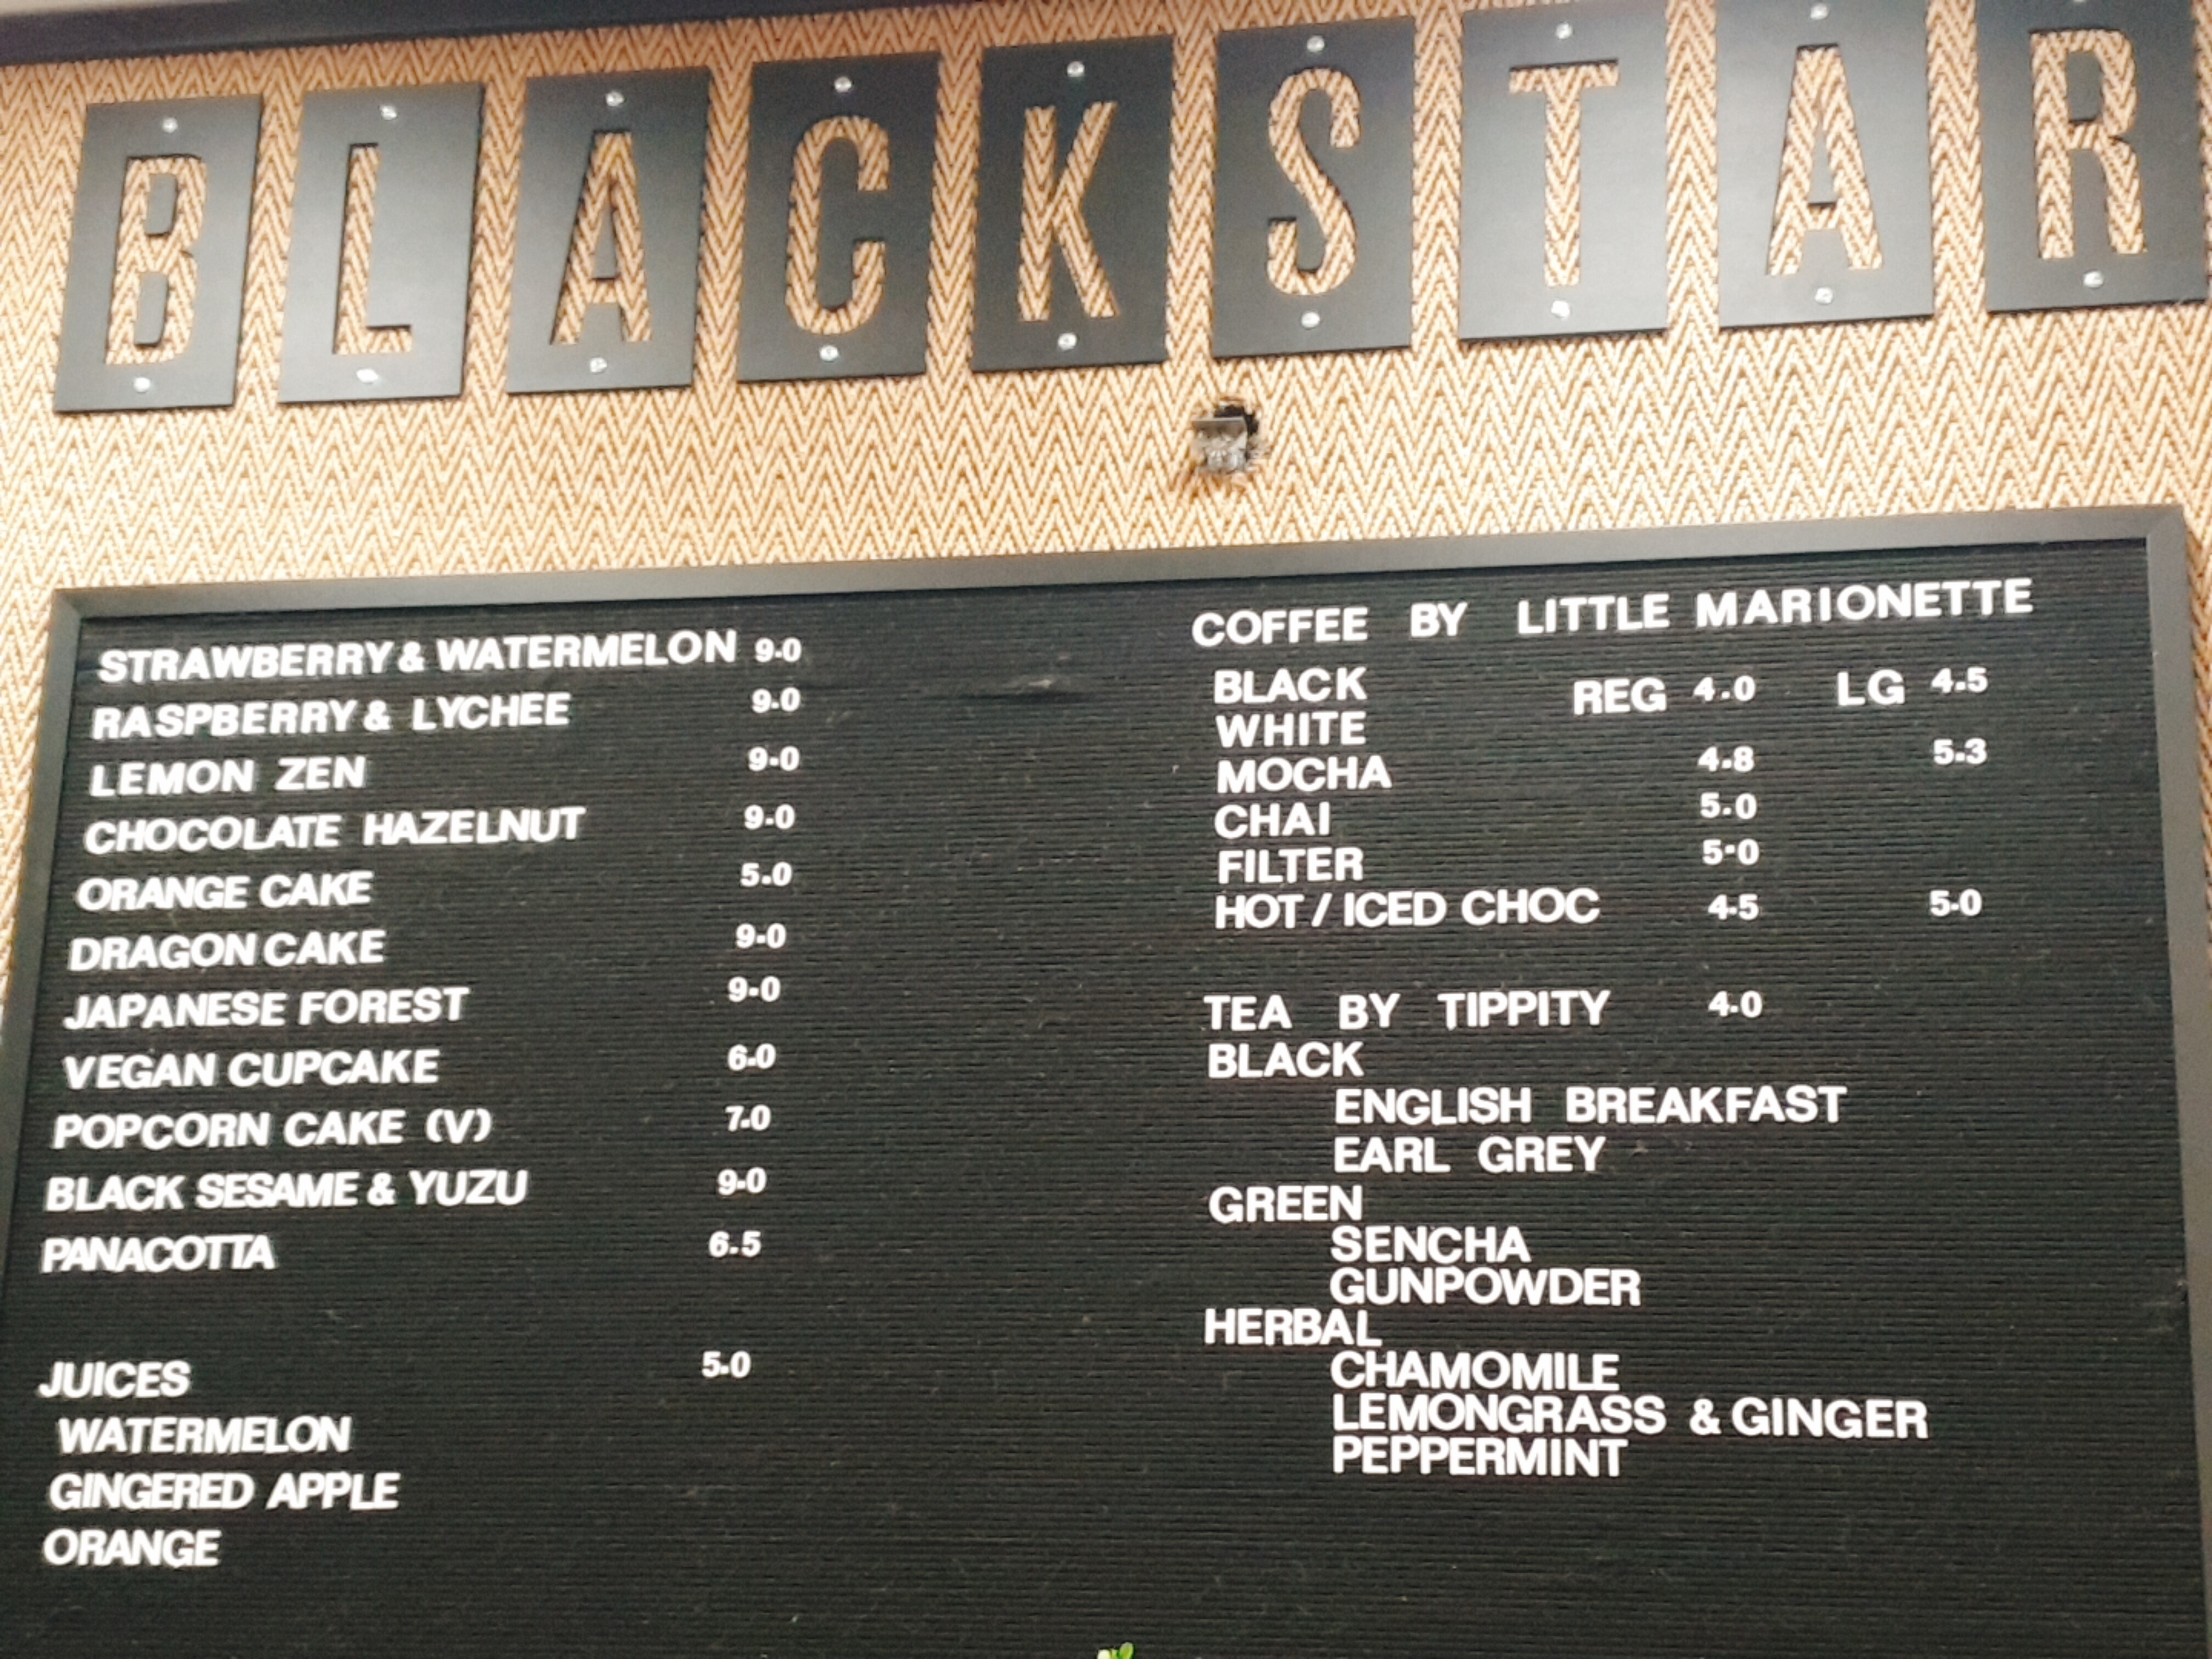 BLACKSTAR
STRAWBERRY & WATERMELON 9.0
RASPBERRY & LYCHEE 9.0
LEMON ZEN 9.0
CHOCOLATE HAZELNUT 9.0
ORANGE CAKE 5.0
DRAGON CAKE 9.0
JAPANESE FOREST 9.0
VEGAN CUPCAKE 6.0
POPCORN CAKE (V) 7.0
BLACK SESAME & YUZU 9.0
PANACOTTA 6.5
JUICES 5.0
WATERMELON
GINGERED APPLE
ORANGE
COFFEE BY LITTLE MARIONETTE
BLACK REG 4.0 LG 4.5
WHITE
MOCHA 4.8 5.3
CHAI 5.0
FILTER 5.0
HOT / ICED CHOC 4.5 5.0
TEA BY TIPPITY 4.0
BLACK
ENGLISH BREAKFAST
EARL GREY
GREEN
SENCHA
GUNPOWDER
HERBAL
CHAMOMILE
LEMONGRASS & GINGER
PEPPERMINT